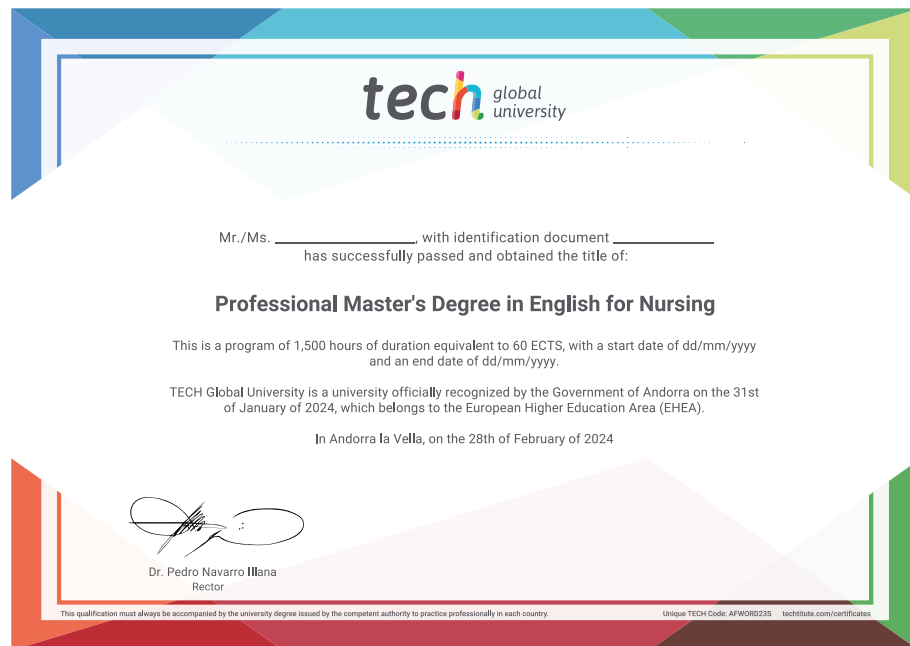 tech global university
Mr./Ms. ____________, with identification document ____________
has successfully passed and obtained the title of:
Professional Master's Degree in English for Nursing
This is a program of 1,500 hours of duration equivalent to 60 ECTS, with a start date of dd/mm/yyyy
and an end date of dd/mm/yyyy.
TECH Global University is a university officially recognized by the Government of Andorra on the 31st
of January of 2024, which belongs to the European Higher Education Area (EHEA).
In Andorra la Vella, on the 28th of February of 2024
Dr. Pedro Navarro Illana
Rector
This qualification must always be accompanied by the university degree issued by the competent authority to practice professionally in each country. Unique TECH Code: AFWORD23S techtitute.com/certificates